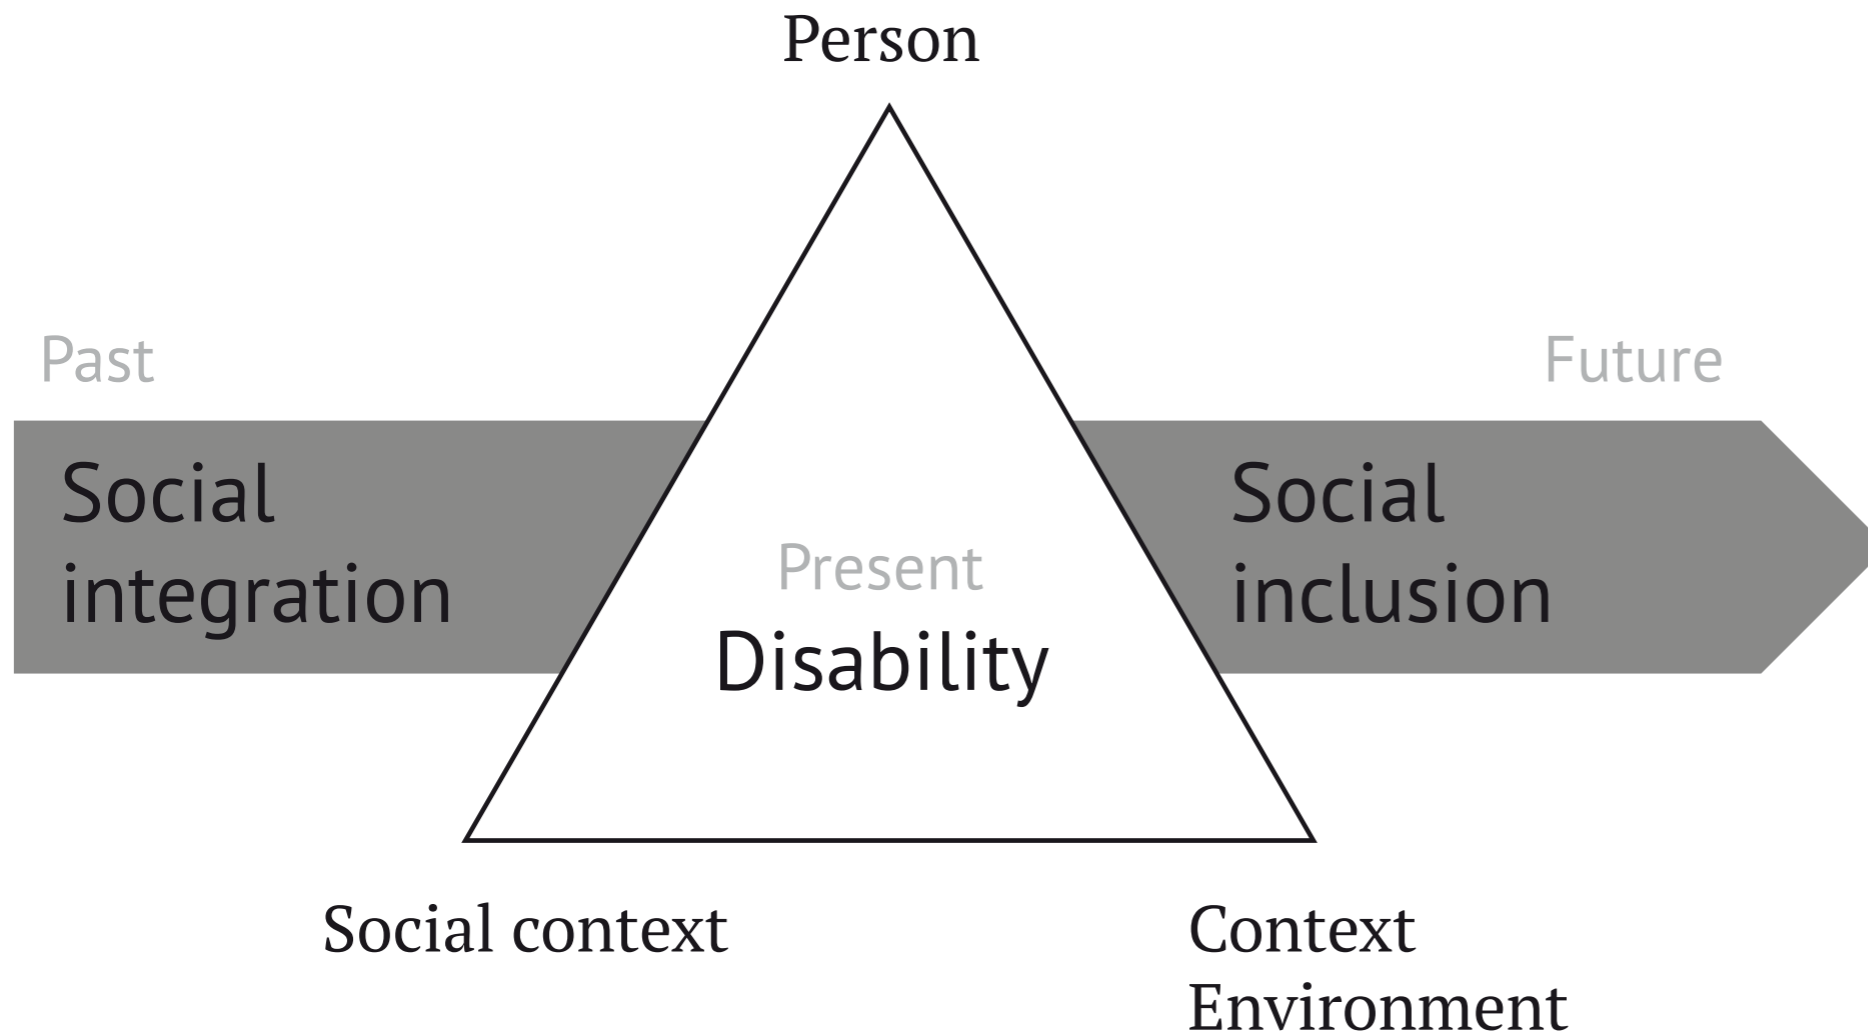 Person
Past
Future
Social
integration
Social
inclusion
Present
Disability
Social context
Context
Environment